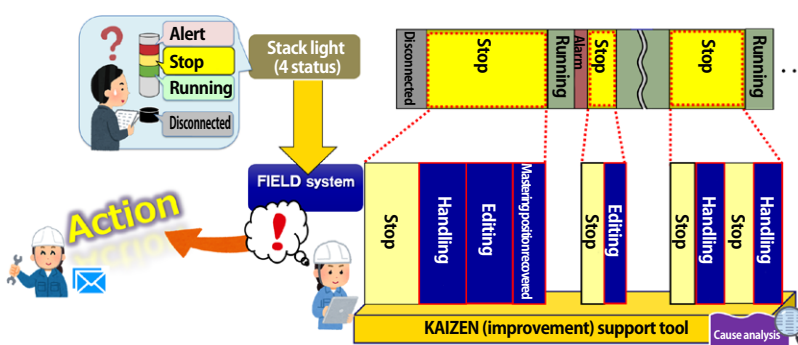 Alert
Stop
Running
Disconnected
Stack light
(4 status)
Disconnected
Stop
Running
Alarm
Stop
Stop
Running
FIELD system
Action
Stop
Handling
Editing
Mastering position recovered
Stop
Editing
Stop
Handling
Stop
Handling
KAIZEN (improvement) support tool
Cause analysis